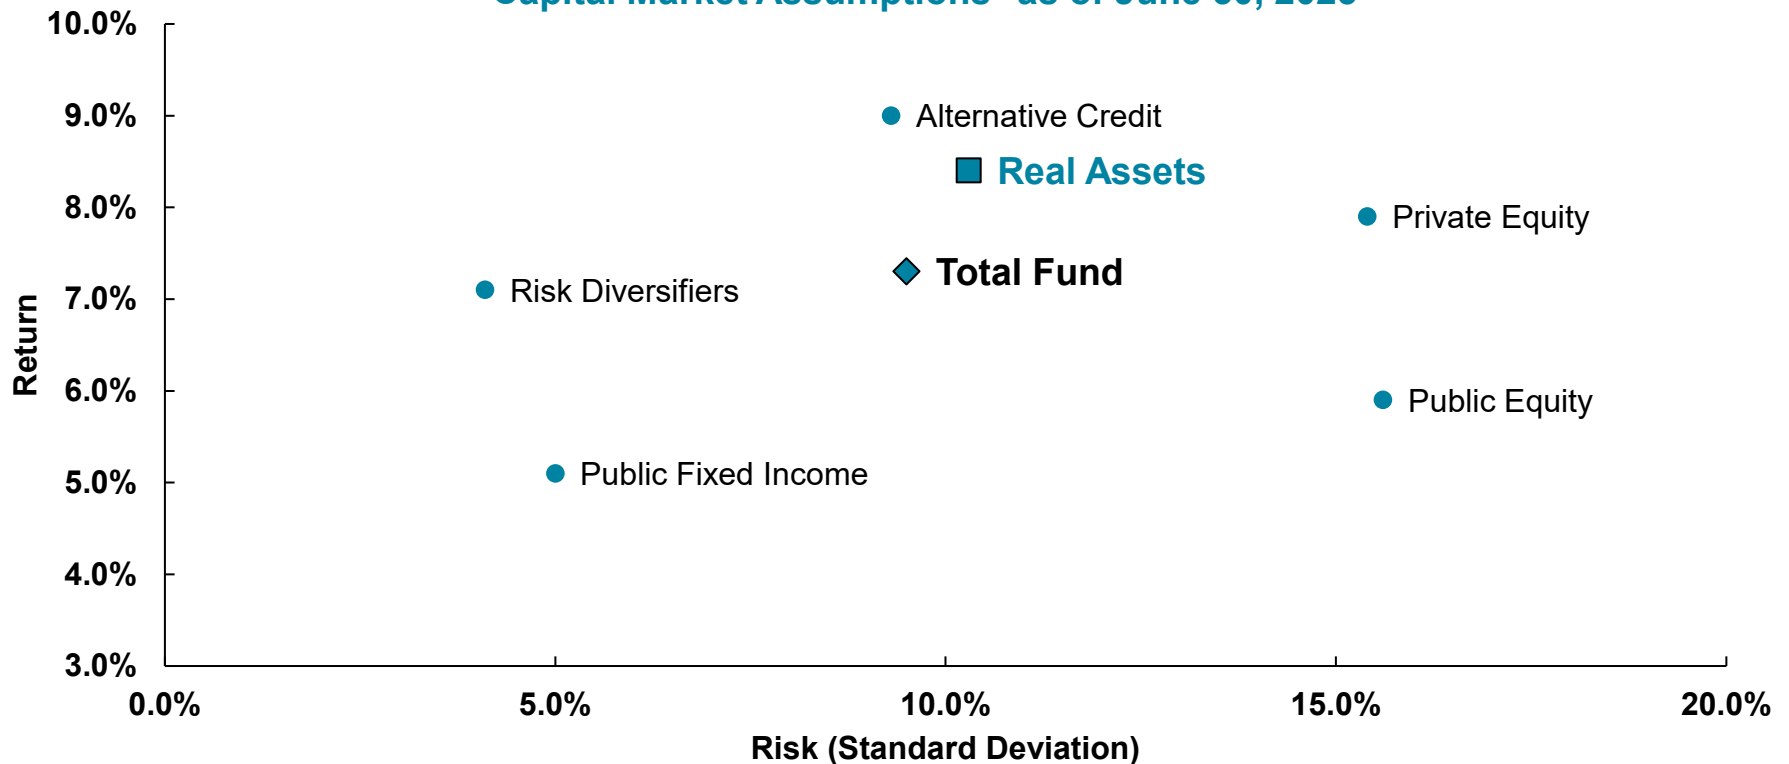 10.0%
9.0%
8.0%
7.0%
6.0%
5.0%
4.0%
3.0%
Return
Alternative Credit
Real Assets
Private Equity
Total Fund
Risk Diversifiers
Public Equity
Public Fixed Income
0.0%
5.0%
10.0%
15.0%
20.0%
Risk (Standard Deviation)